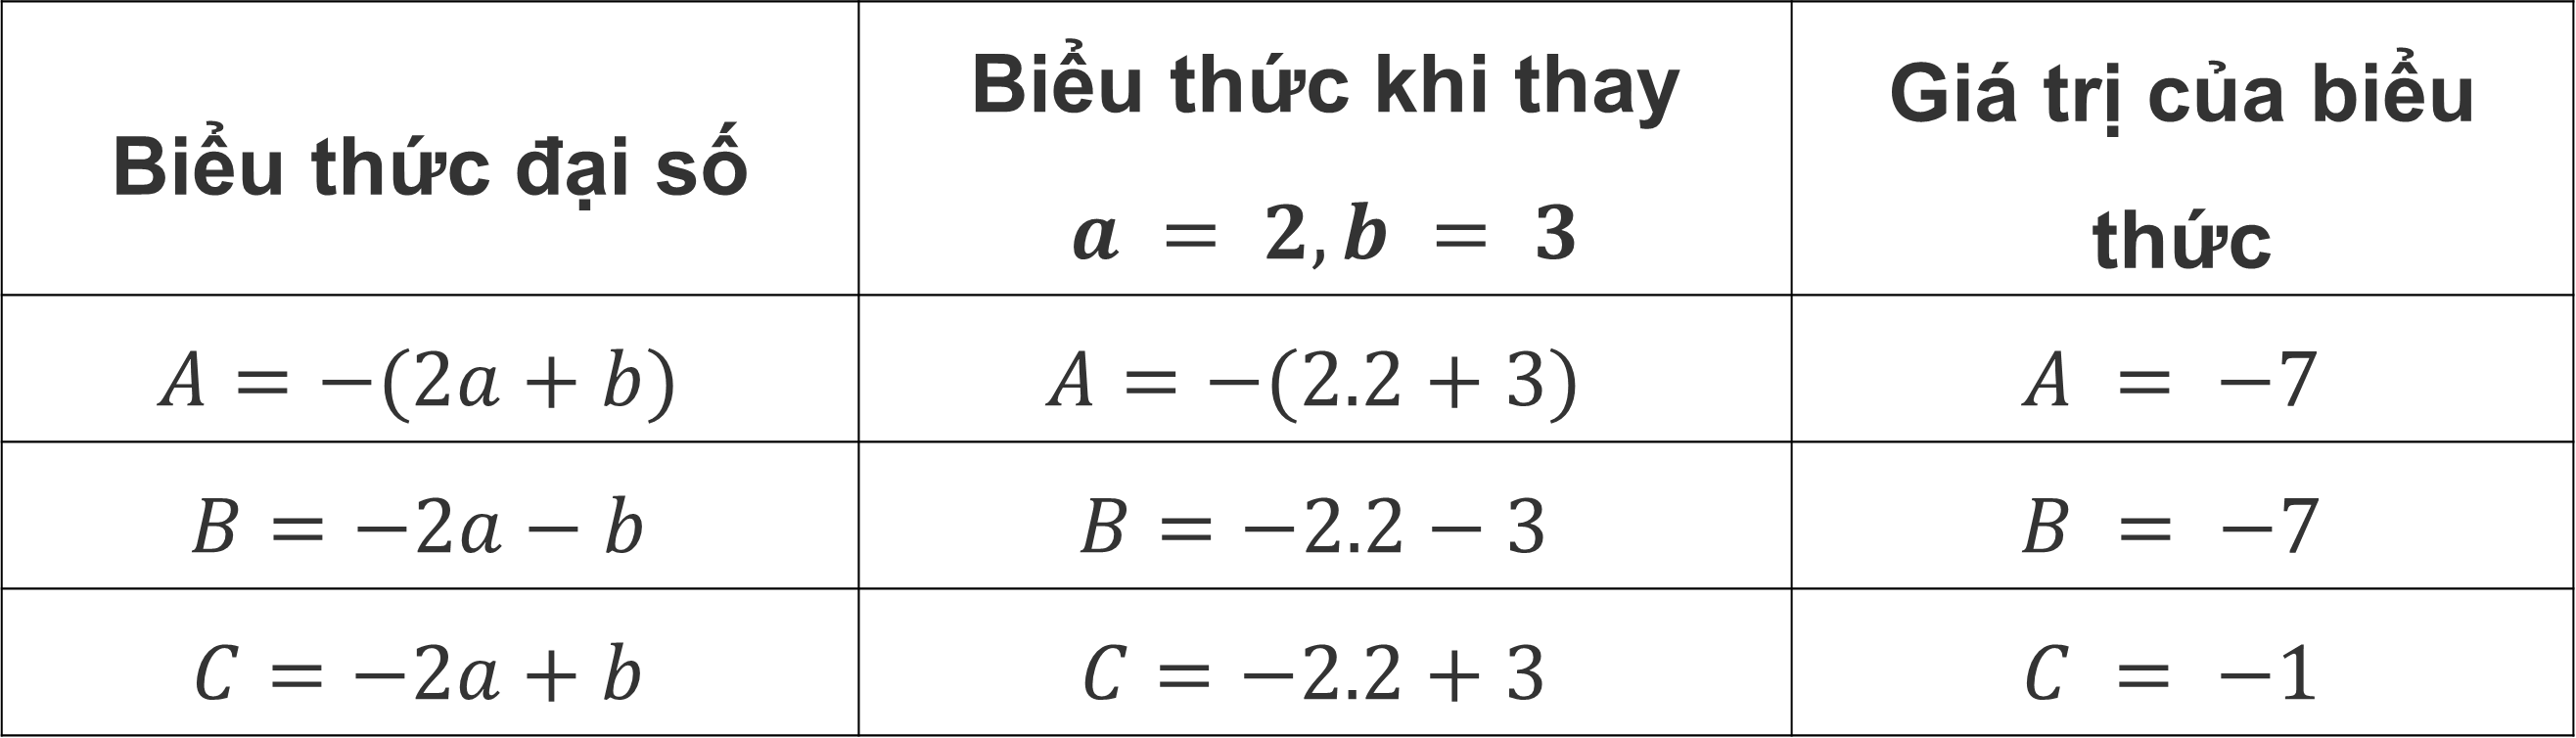 Biểu thức đại số
Biểu thức khi thay
a = 2, b = 3
Giá trị của biểu
thức
A = −(2a + b)
A = −(2.2 + 3)
A = −7
B = −2a − b
B = −2.2 − 3
B = −7
C = −2a + b
C = −2.2 + 3
C = −1